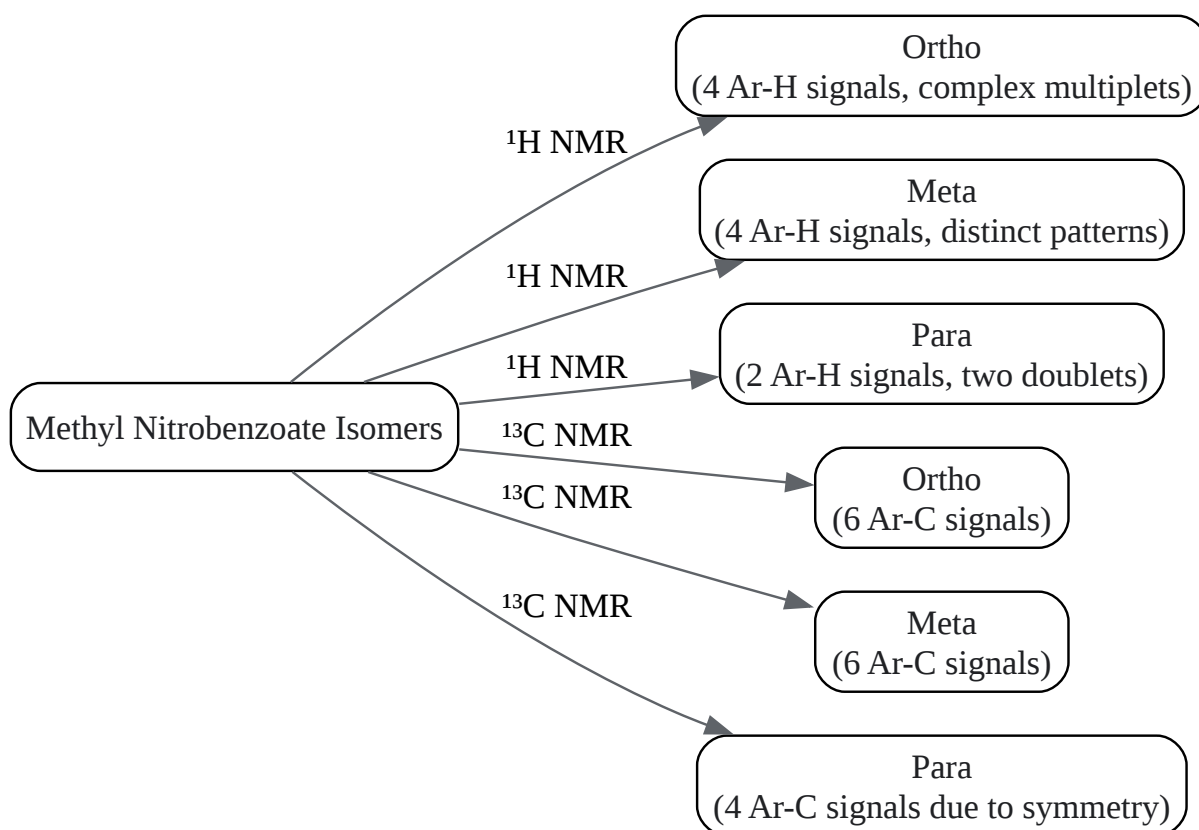 Ortho
(4 Ar-H signals, complex multiplets)
¹H NMR
Meta
(4 Ar-H signals, distinct patterns)
¹H NMR
Para
(2 Ar-H signals, two doublets)
¹H NMR
Methyl Nitrobenzoate Isomers
¹³C NMR
Ortho
(6 Ar-C signals)
¹³C NMR
Meta
(6 Ar-C signals)
¹³C NMR
Para
(4 Ar-C signals due to symmetry)